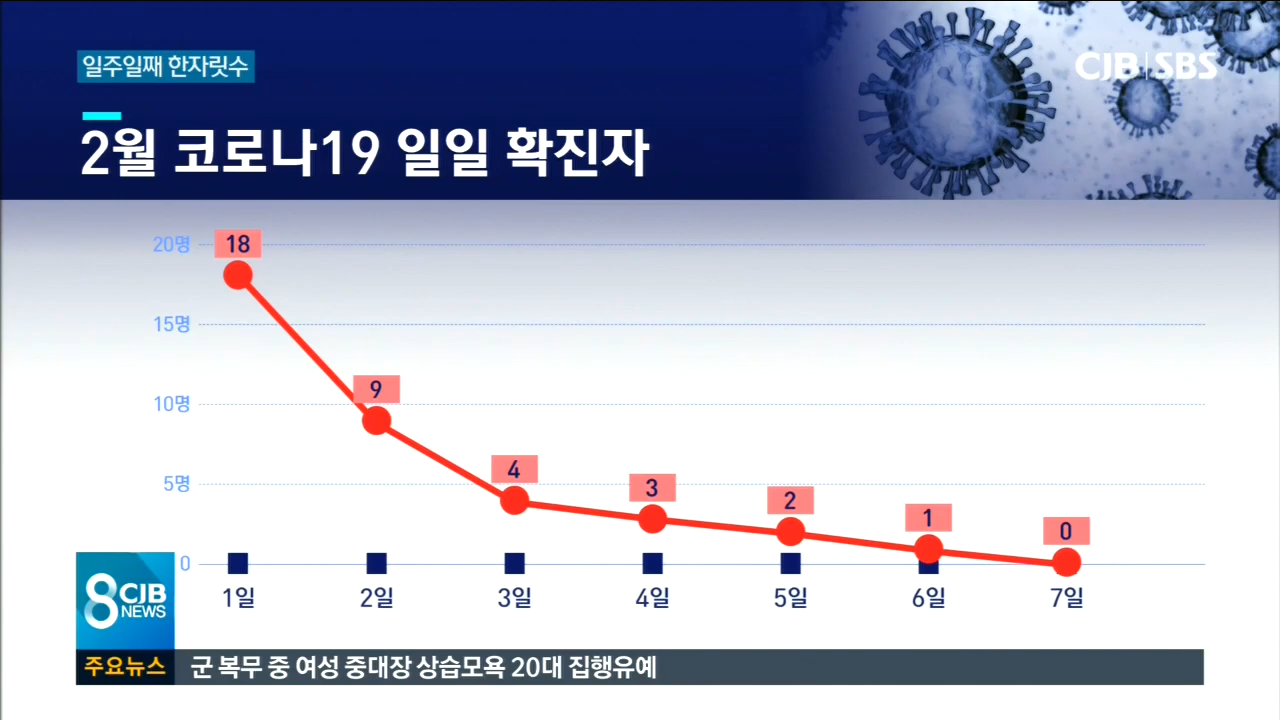 일주일째 한자릿수
CJB SBS
2월 코로나19 일일 확진자
20명
15명
10명
5명
0
18
9
4
3
2
1
0
1일
2일
3일
4일
5일
6일
7일
8 CJB NEWS
주요뉴스
군 복무 중 여성 중대장 상습모욕 20대 집행유예